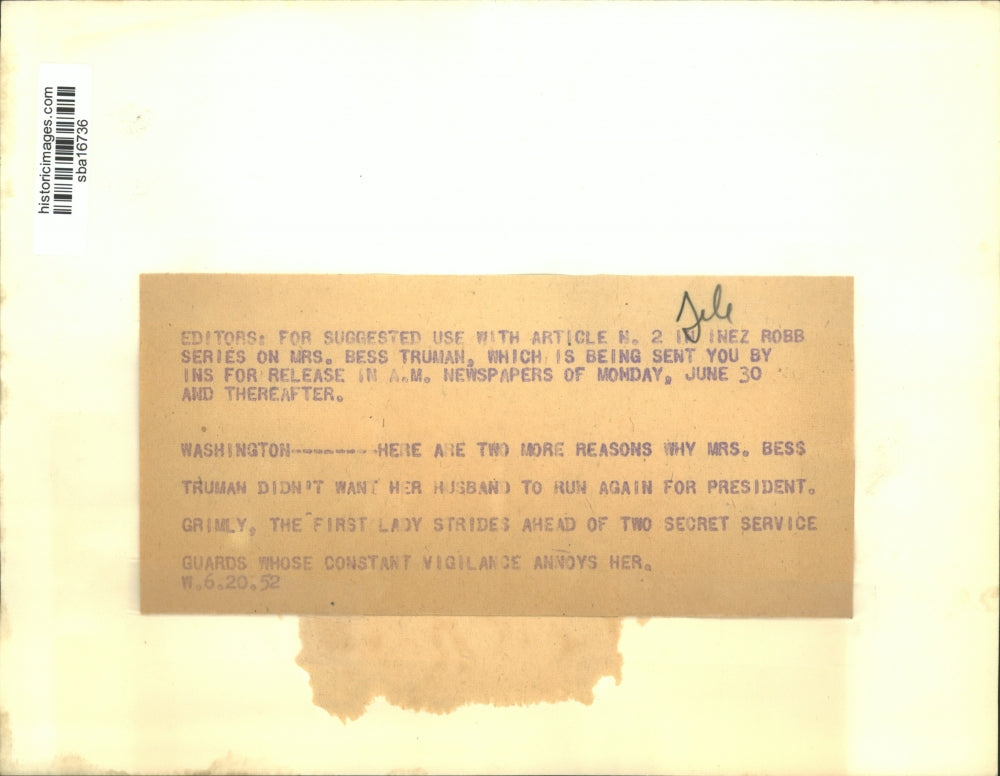 historicimages.com
sba16736
File
EDITORS: FOR SUGGESTED USE WITH ARTICLE N. 2 IN INEZ ROBB
SERIES ON MRS. BESS TRUMAN, WHICH IS BEING SENT YOU BY
INS FOR RELEASE IN A.M. NEWSPAPERS OF MONDAY, JUNE 30
AND THEREAFTER.
WASHINGTON---------HERE ARE TWO MORE REASONS WHY MRS. BESS
TRUMAN DIDN'T WANT HER HUSBAND TO RUN AGAIN FOR PRESIDENT.
GRIMLY, THE FIRST LADY STRIDES AHEAD OF TWO SECRET SERVICE
GUARDS WHOSE CONSTANT VIGILANCE ANNOYS HER.
W.6.20.52